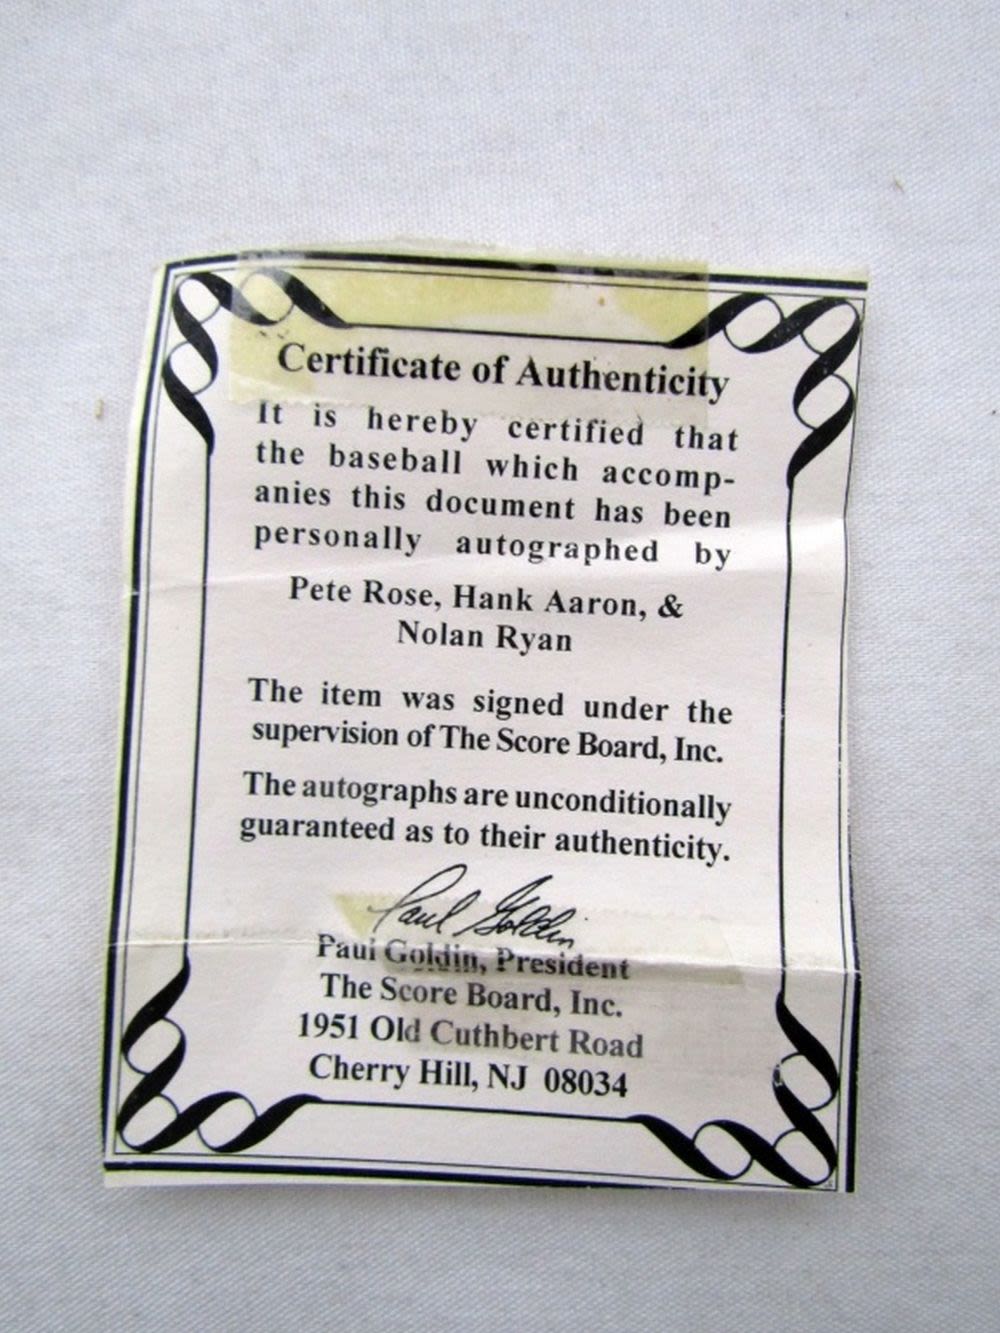 Certificate of Authenticity
It is hereby certified that
the baseball which accomp-
anies this document has been
personally autographed by
Pete Rose, Hank Aaron, &
Nolan Ryan
The item was signed under the
supervision of The Score Board, Inc.
The autographs are unconditionally
guaranteed as to their authenticity.
Paul Goldin
Paul Goldin, President
The Score Board, Inc.
1951 Old Cuthbert Road
Cherry Hill, NJ 08034